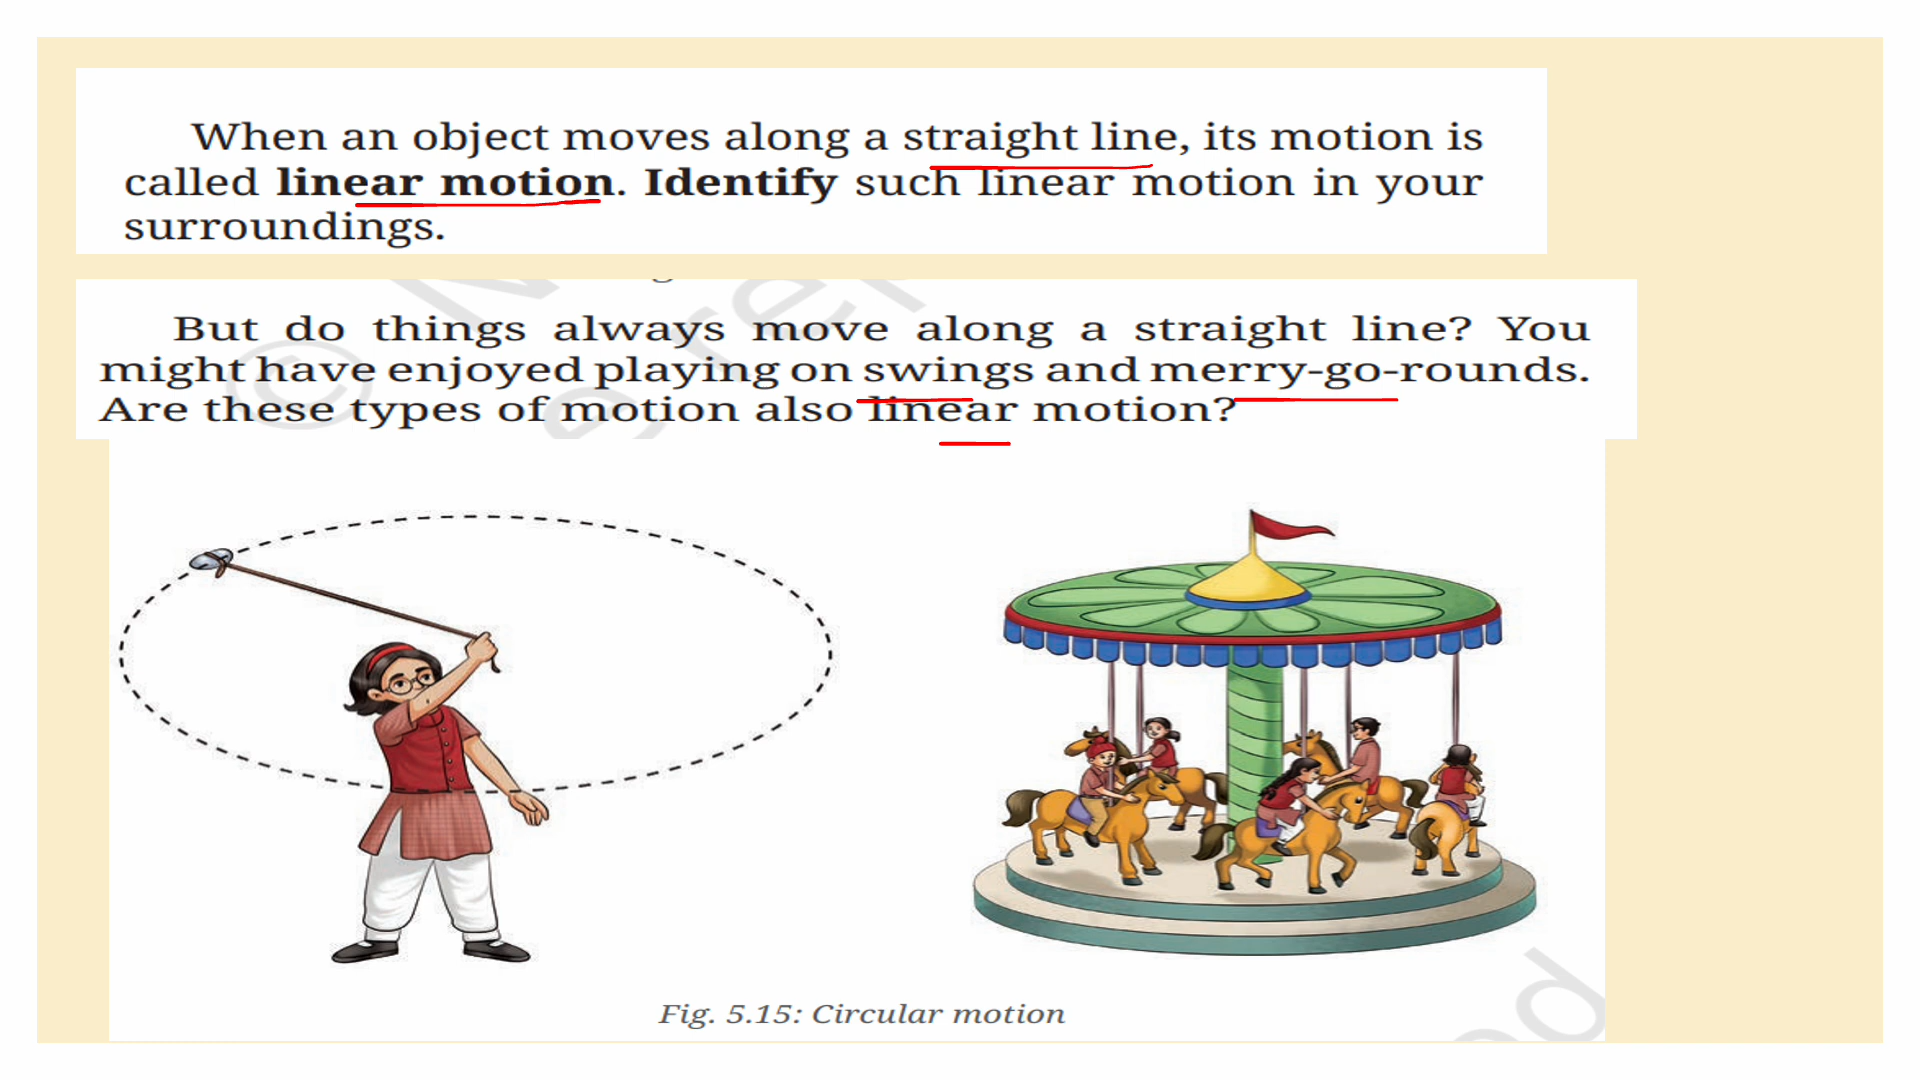 When an object moves along a straight line, its motion is
called linear motion. Identify such linear motion in your
surroundings.
But do things always move along a straight line? You
might have enjoyed playing on swings and merry-go-rounds.
Are these types of motion also linear motion?
Fig. 5.15: Circular motion